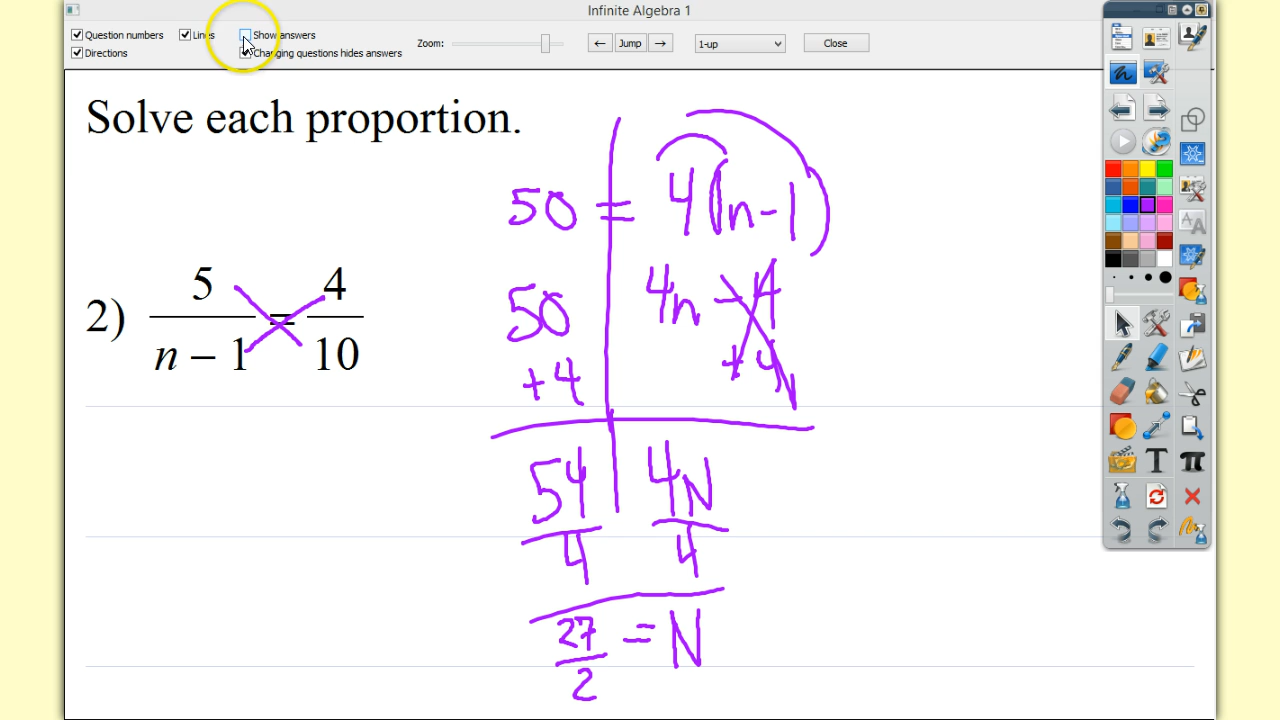 Infinite Algebra 1
Question numbers Lines Show answers
Directions Changing questions hides answers
Zoom: ← Jump → 1-up Close
Solve each proportion.
50 = 4(n-1)
2) 5/(n – 1) = 4/10
50 4n - 4
+4 +4
54 4N
4 4
27/2 = N